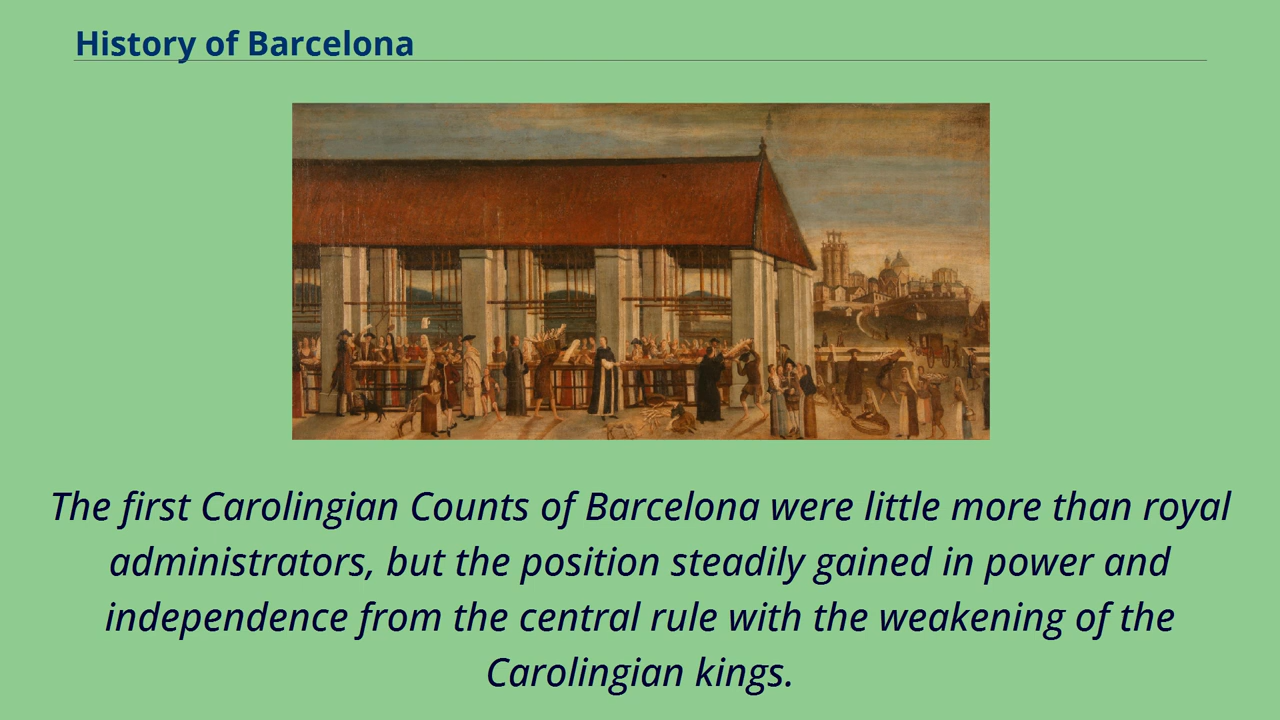 History of Barcelona
The first Carolingian Counts of Barcelona were little more than royal
administrators, but the position steadily gained in power and
independence from the central rule with the weakening of the
Carolingian kings.